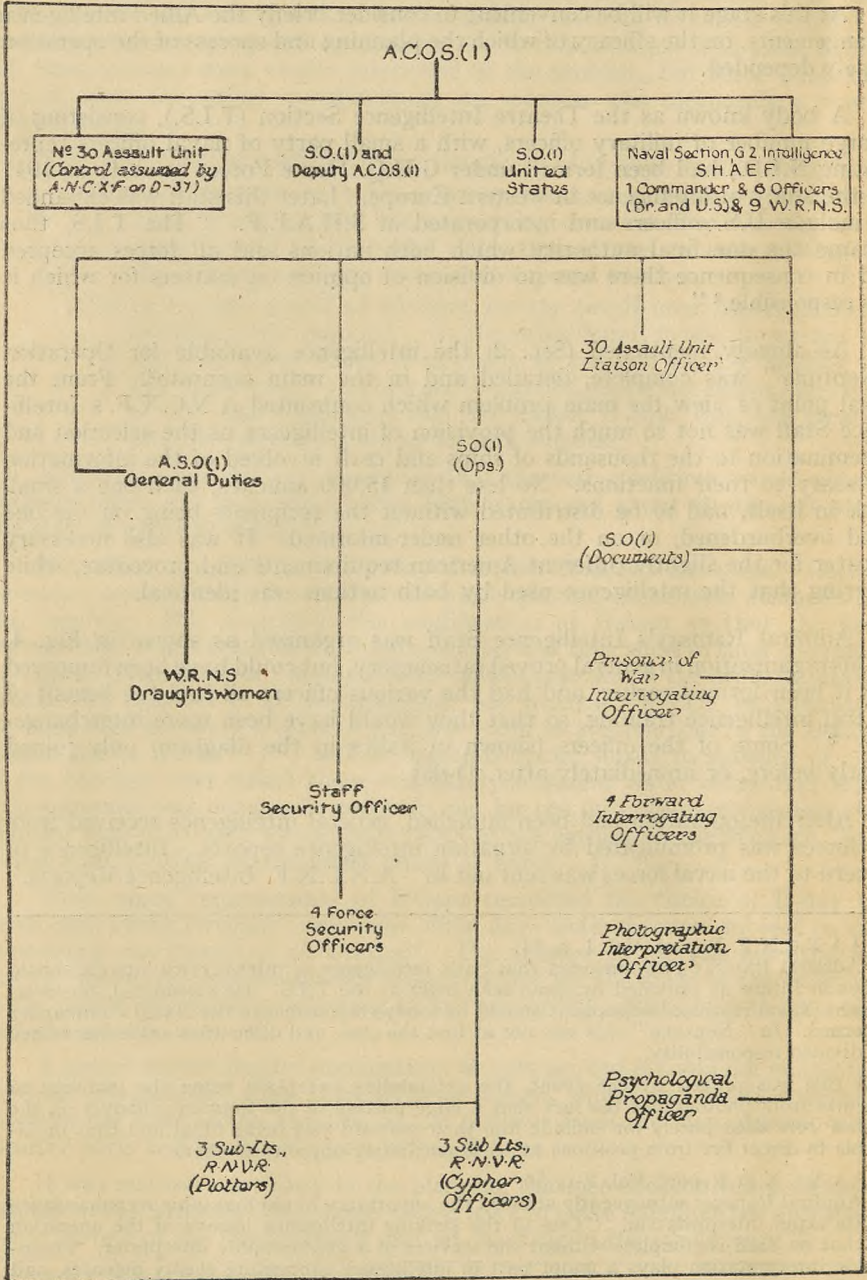 A.C.O.S.(I)
Nº 30 Assault Unit
(Control assumed by
A·N·C·X·F on D-37)
S.O.(I) and
Deputy A.C.O.S.(I)
S.O.(I)
United
States
Naval Section, G 2. Intelligence
S.H.A.E.F.
1 Commander & 6 Officers
(Br. and U.S) & 9 W.R.N.S.
30. Assault Unit
Liaison Officer
A.S.O(I)
General Duties
SO(I)
(Ops.)
S.O(I)
(Documents)
W.R.N.S
Draughtswomen
Prisoner of
War
Interrogating
Officer
Staff
Security Officer
4 Forward
Interrogating
Officers
4 Force
Security
Officers
Photographic
Interpretation
Officer
Psychological
Propaganda
Officer
3 Sub-Lts.,
R·N·V·R·
(Plotters)
3 Sub Lts.,
R·N·V·R·
(Cypher
Officers)